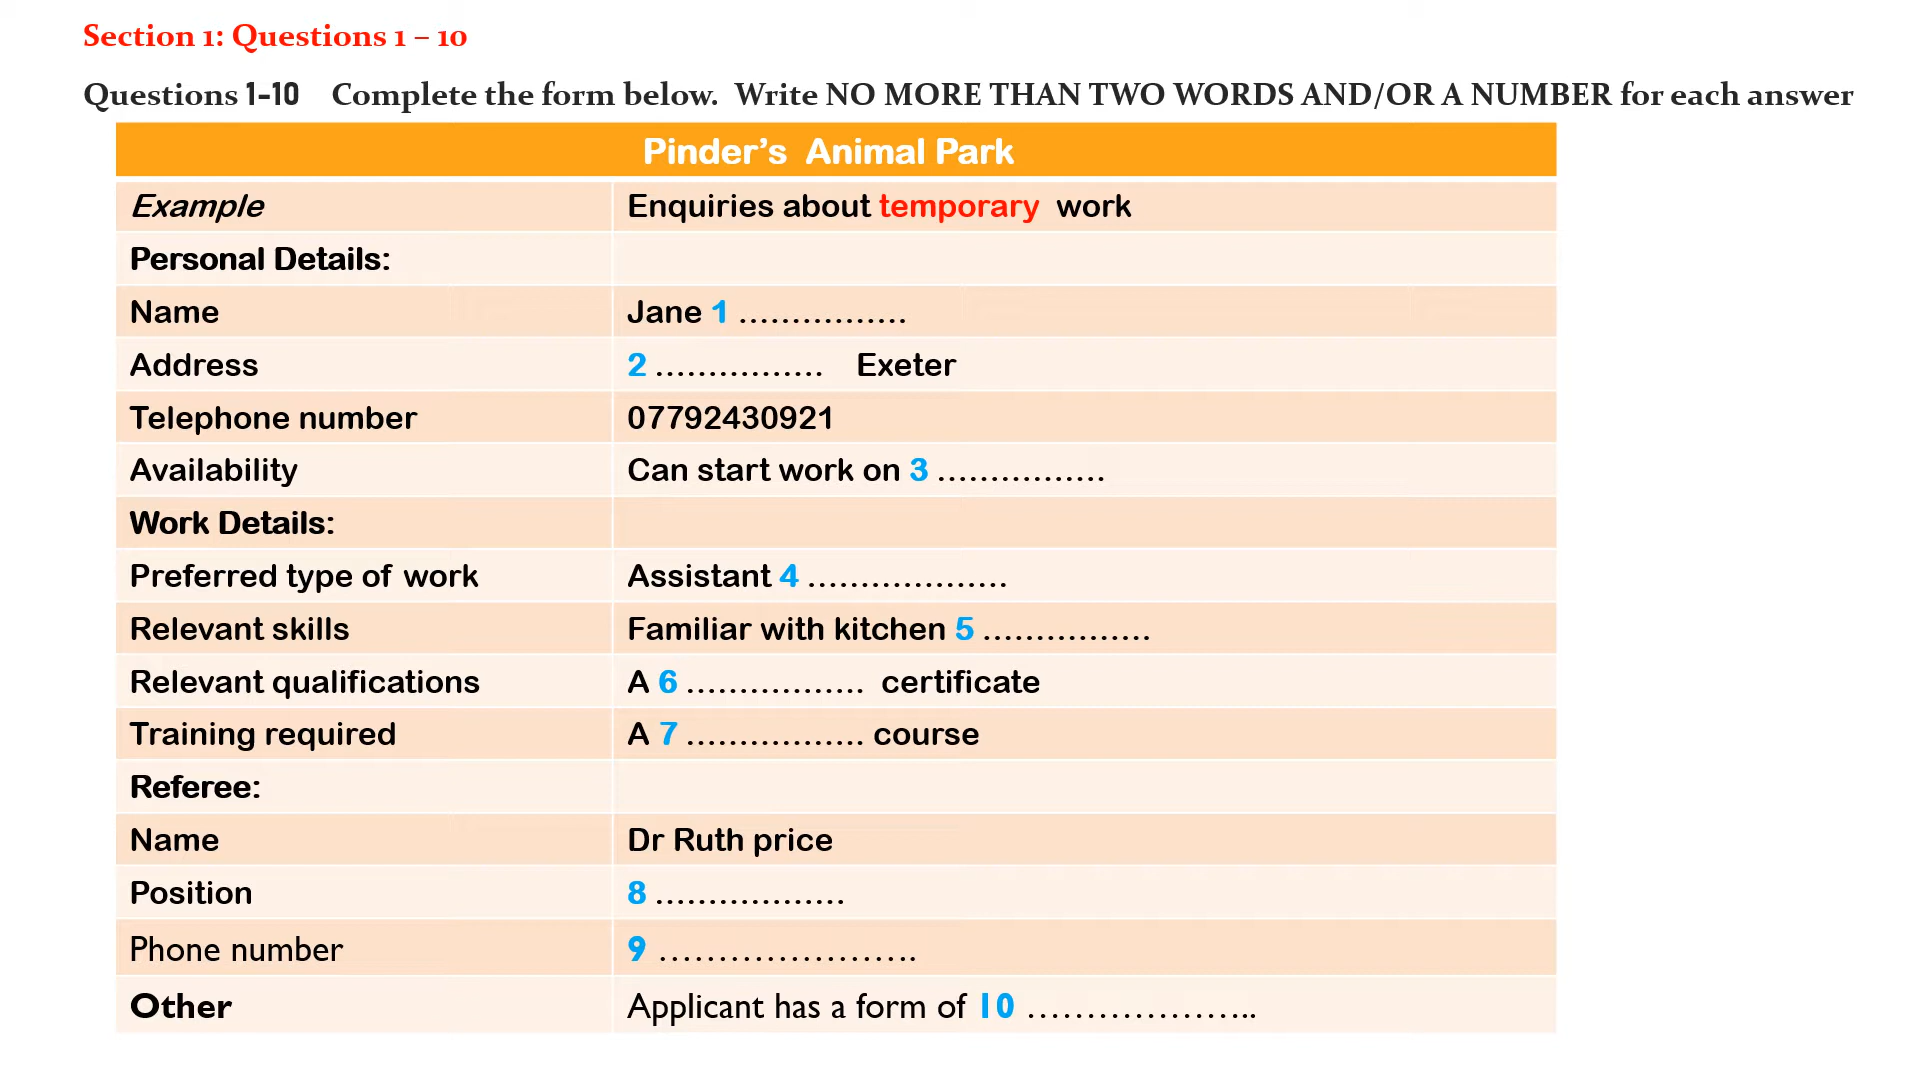 Section 1: Questions 1 – 10
Questions 1-10 Complete the form below. Write NO MORE THAN TWO WORDS AND/OR A NUMBER for each answer
Pinder's Animal Park
Example Enquiries about temporary work
Personal Details:
Name Jane 1 ................
Address 2 ................ Exeter
Telephone number 07792430921
Availability Can start work on 3 ................
Work Details:
Preferred type of work Assistant 4 ...................
Relevant skills Familiar with kitchen 5 ................
Relevant qualifications A 6 ................. certificate
Training required A 7 ................. course
Referee:
Name Dr Ruth price
Position 8 ..................
Phone number 9 ......................
Other Applicant has a form of 10 ....................